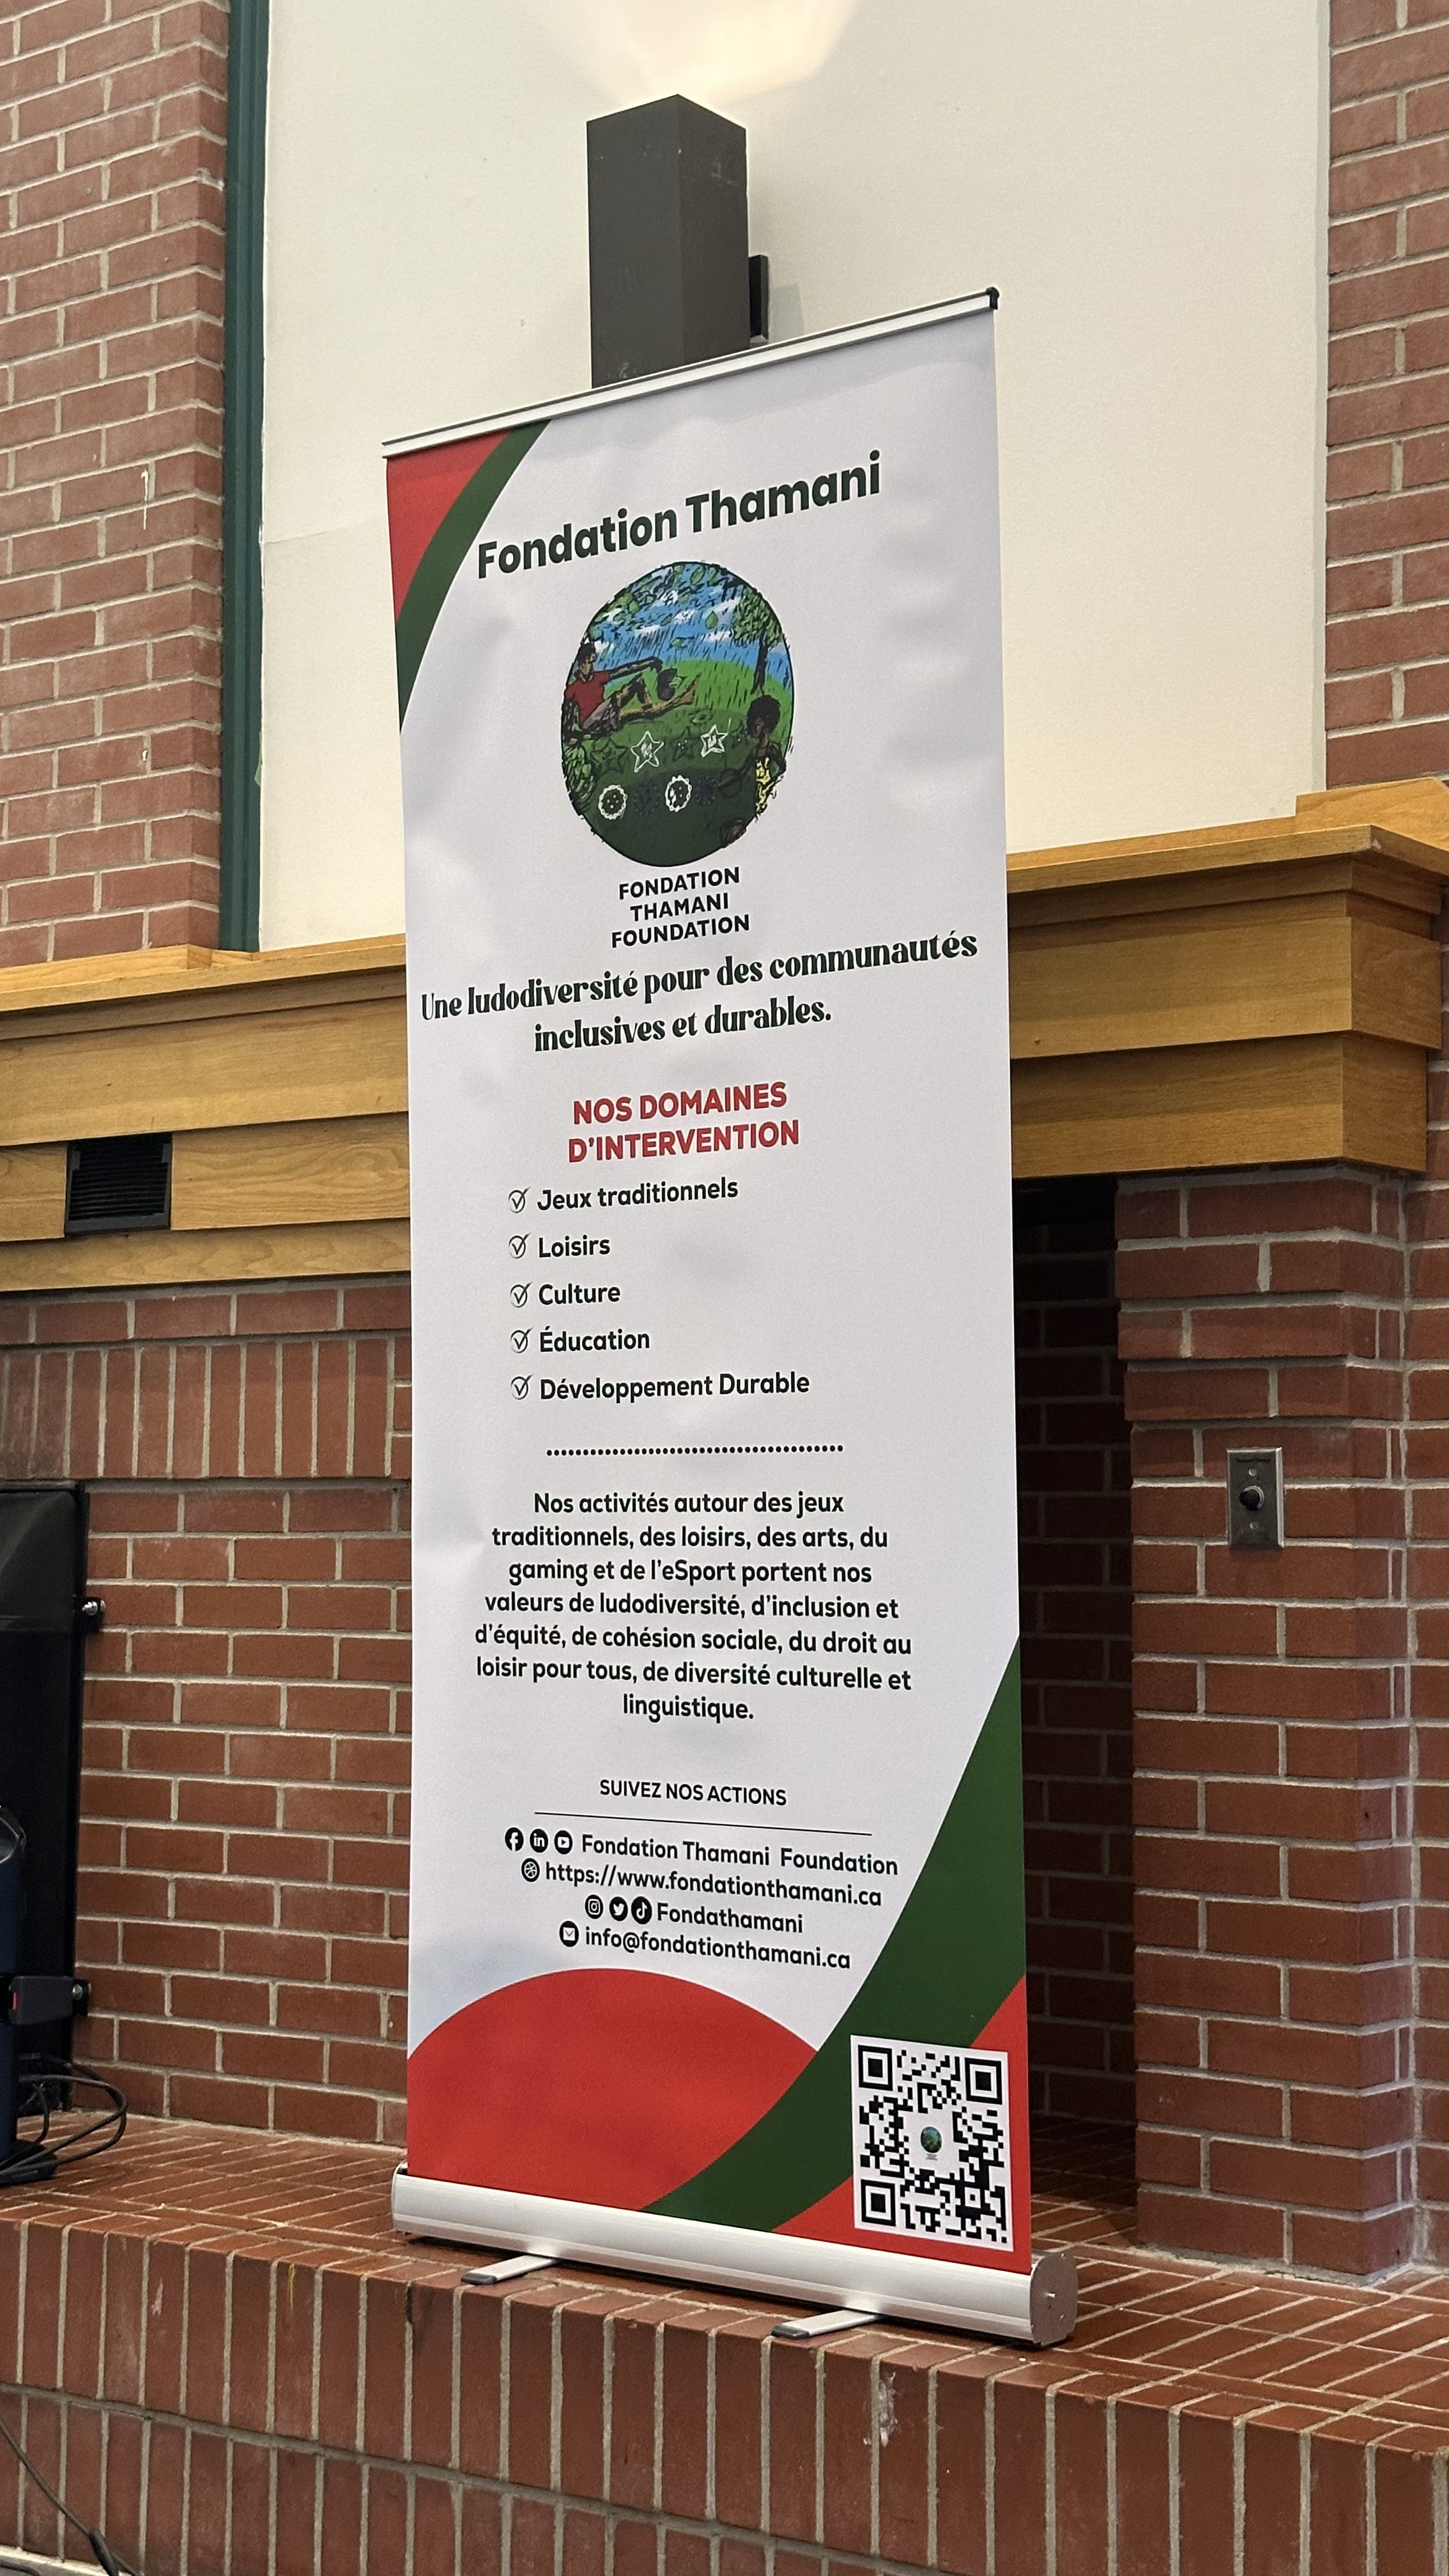 Fondation Thamani
FONDATION
THAMANI
FOUNDATION
Une ludodiversité pour des communautés
inclusives et durables.
NOS DOMAINES
D'INTERVENTION
Jeux traditionnels
Loisirs
Culture
Éducation
Développement Durable
Nos activités autour des jeux
traditionnels, des loisirs, des arts, du
gaming et de l'eSport portent nos
valeurs de ludodiversité, d'inclusion et
d'équité, de cohésion sociale, du droit au
loisir pour tous, de diversité culturelle et
linguistique.
SUIVEZ NOS ACTIONS
Fondation Thamani Foundation
https://www.fondationthamani.ca
Fondathamani
info@fondationthamani.ca